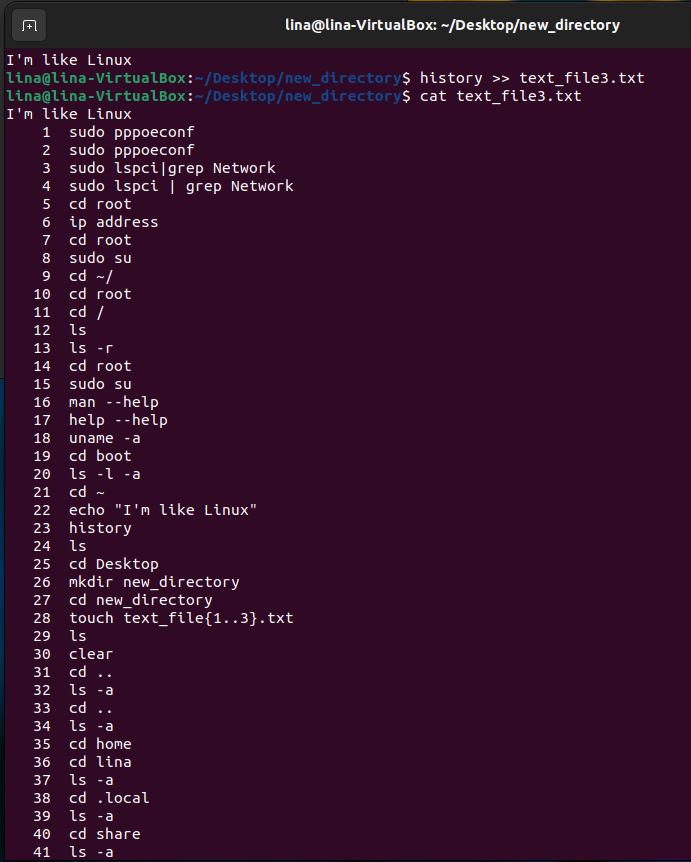 lina@lina-VirtualBox: ~/Desktop/new_directory
I'm like Linux
lina@lina-VirtualBox:~/Desktop/new_directory$ history >> text_file3.txt
lina@lina-VirtualBox:~/Desktop/new_directory$ cat text_file3.txt
I'm like Linux
1 sudo pppoeconf
2 sudo pppoeconf
3 sudo lspci|grep Network
4 sudo lspci | grep Network
5 cd root
6 ip address
7 cd root
8 sudo su
9 cd ~/
10 cd root
11 cd /
12 ls
13 ls -r
14 cd root
15 sudo su
16 man --help
17 help --help
18 uname -a
19 cd boot
20 ls -l -a
21 cd ~
22 echo "I'm like Linux"
23 history
24 ls
25 cd Desktop
26 mkdir new_directory
27 cd new_directory
28 touch text_file{1..3}.txt
29 ls
30 clear
31 cd ..
32 ls -a
33 cd ..
34 ls -a
35 cd home
36 cd lina
37 ls -a
38 cd .local
39 ls -a
40 cd share
41 ls -a